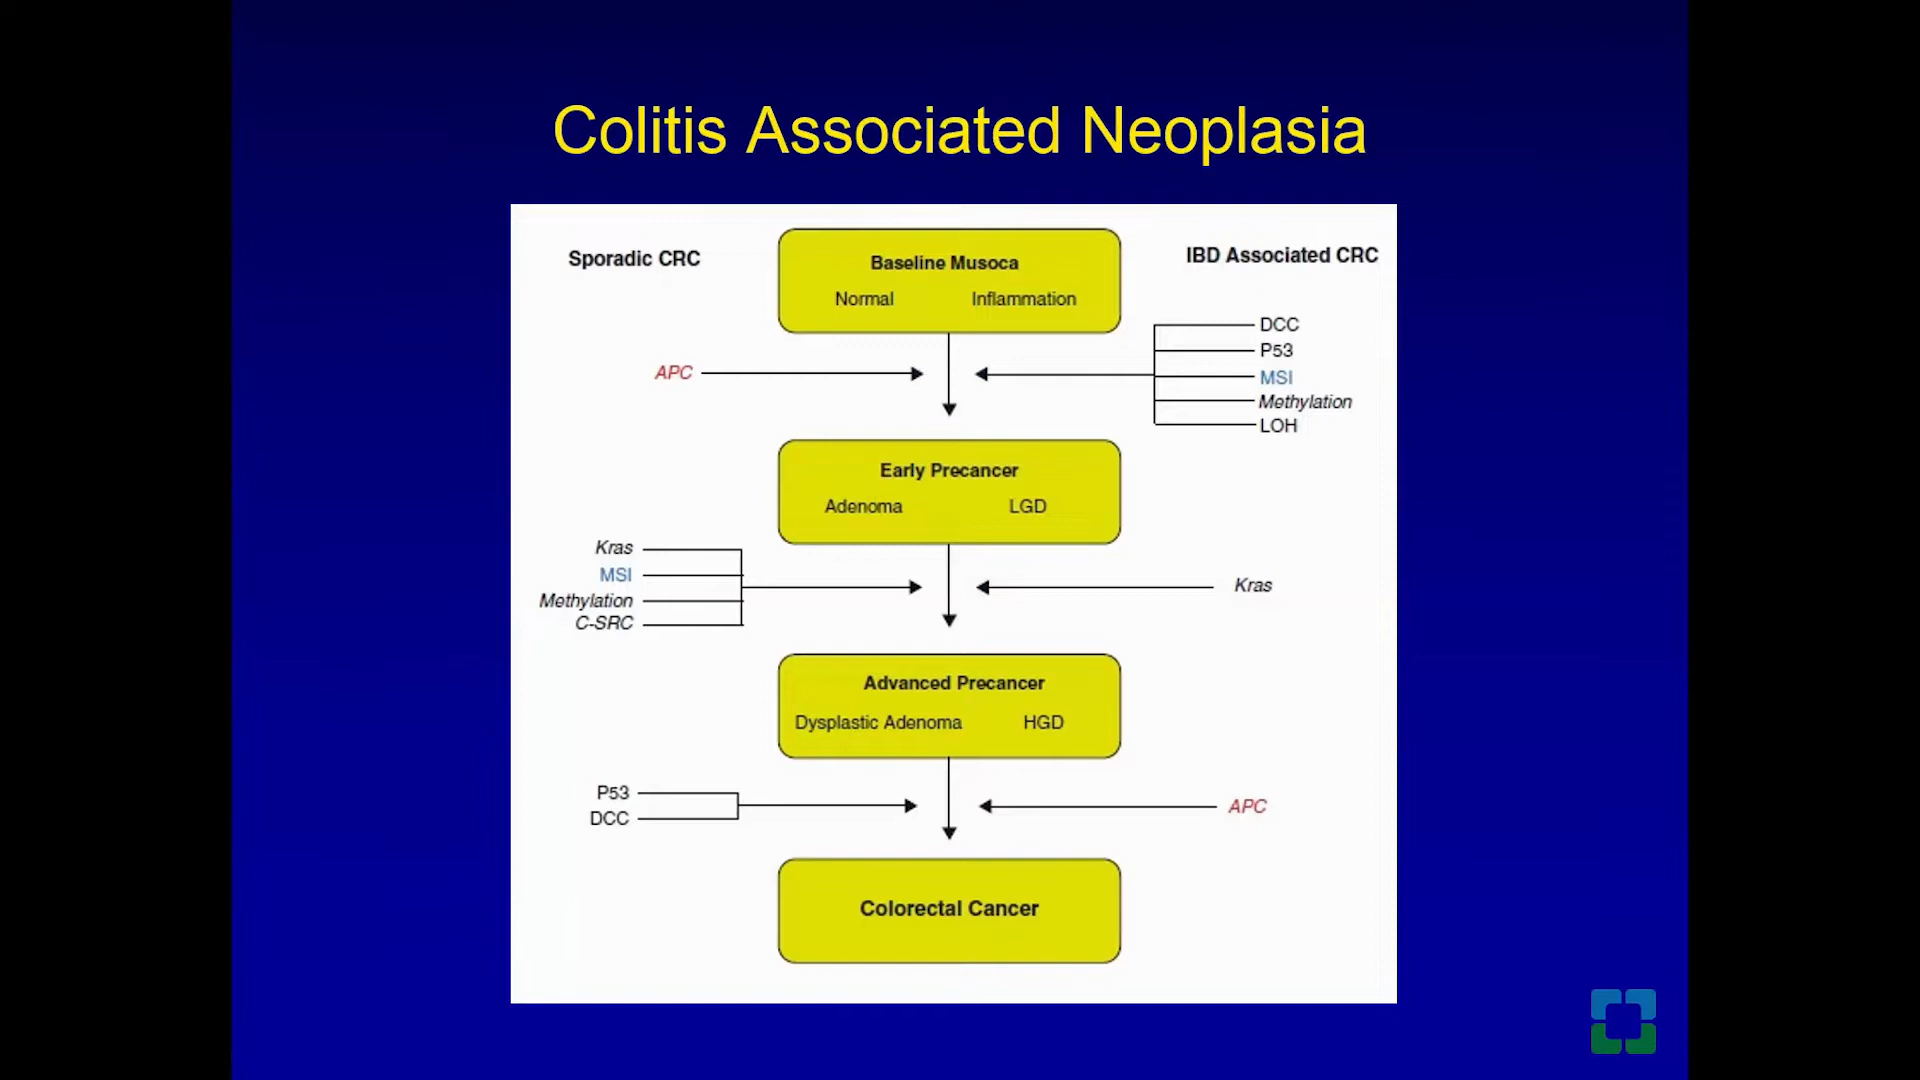 Colitis Associated Neoplasia
Sporadic CRC
Baseline Musoca
IBD Associated CRC
Normal Inflammation
DCC
P53
APC
MSI
Methylation
LOH
Early Precancer
Adenoma LGD
Kras
MSI
Kras
Methylation
C-SRC
Advanced Precancer
Dysplastic Adenoma HGD
P53
APC
DCC
Colorectal Cancer